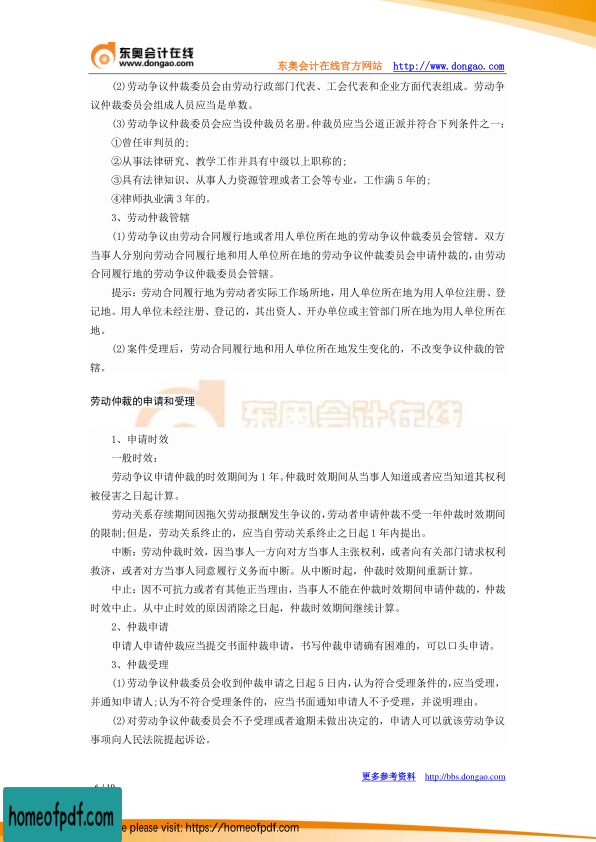 东奥会计在线
www.dongao.com
东奥会计在线官方网站 http://www.dongao.com
(2)劳动争议仲裁委员会由劳动行政部门代表、工会代表和企业方面代表组成。劳动争
议仲裁委员会组成人员应当是单数。
(3)劳动争议仲裁委员会应当设仲裁员名册。仲裁员应当公道正派并符合下列条件之一:
①曾任审判员的;
②从事法律研究、教学工作并具有中级以上职称的;
③具有法律知识、从事人力资源管理或者工会等专业,工作满 5 年的;
④律师执业满 3 年的。
3、劳动仲裁管辖
(1)劳动争议由劳动合同履行地或者用人单位所在地的劳动争议仲裁委员会管辖。双方
当事人分别向劳动合同履行地和用人单位所在地的劳动争议仲裁委员会申请仲裁的,由劳动
合同履行地的劳动争议仲裁委员会管辖。
提示:劳动合同履行地为劳动者实际工作场所地,用人单位所在地为用人单位注册、登
记地。用人单位未经注册、登记的,其出资人、开办单位或主管部门所在地为用人单位所在
地。
(2)案件受理后,劳动合同履行地和用人单位所在地发生变化的,不改变争议仲裁的管
辖。
东奥会计在线
劳动仲裁的申请和受理
1、申请时效
一般时效:
劳动争议申请仲裁的时效期间为 1 年。仲裁时效期间从当事人知道或者应当知道其权利
被侵害之日起计算。
劳动关系存续期间因拖欠劳动报酬发生争议的,劳动者申请仲裁不受一年仲裁时效期间
的限制;但是,劳动关系终止的,应当自劳动关系终止之日起 1 年内提出。
中断:劳动仲裁时效,因当事人一方向对方当事人主张权利,或者向有关部门请求权利
救济,或者对方当事人同意履行义务而中断。从中断时起,仲裁时效期间重新计算。
中止:因不可抗力或者有其他正当理由,当事人不能在仲裁时效期间申请仲裁的,仲裁
时效中止。从中止时效的原因消除之日起,仲裁时效期间继续计算。
2、仲裁申请
申请人申请仲裁应当提交书面仲裁申请,书写仲裁申请确有困难的,可以口头申请。
3、仲裁受理
(1)劳动争议仲裁委员会收到仲裁申请之日起 5 日内,认为符合受理条件的,应当受理,
并通知申请人;认为不符合受理条件的,应当书面通知申请人不予受理,并说明理由。
(2)对劳动争议仲裁委员会不予受理或者逾期未做出决定的,申请人可以就该劳动争议
事项向人民法院提起诉讼。
更多参考资料 http://bbs.dongao.com
6 / 10
homeofpdf.com
e please visit: https://homeofpdf.com